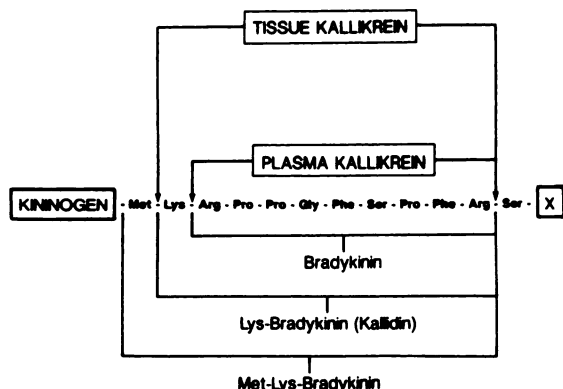 TISSUE KALLIKREIN
PLASMA KALLIKREIN
KININOGEN - Met - Lys - Arg - Pro - Pro - Gly - Phe - Ser - Pro - Phe - Arg - Ser - X
Bradykinin
Lys-Bradykinin (Kallidin)
Met-Lys-Bradykinin